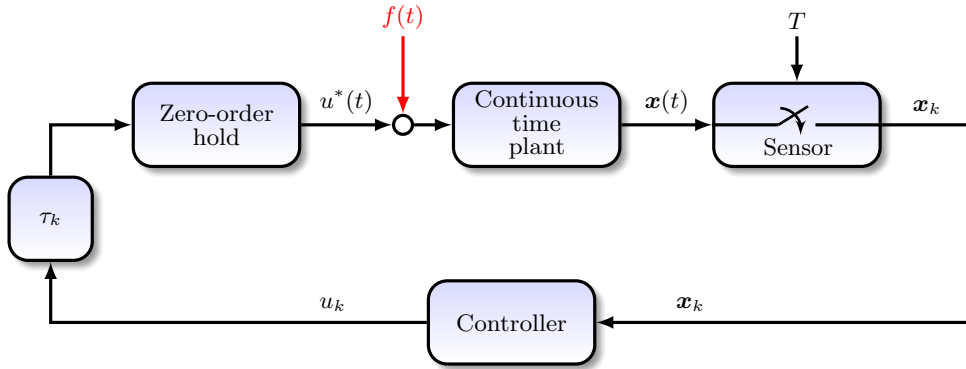 f(t)
T
Zero-order
hold
u*(t)
Continuous
time
plant
x(t)
Sensor
x_k
τ_k
u_k
Controller
x_k